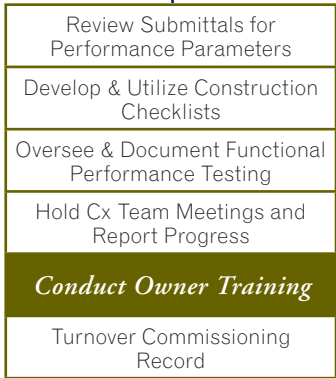 Review Submittals for
Performance Parameters
Develop & Utilize Construction
Checklists
Oversee & Document Functional
Performance Testing
Hold Cx Team Meetings and
Report Progress
Conduct Owner Training
Turnover Commissioning
Record